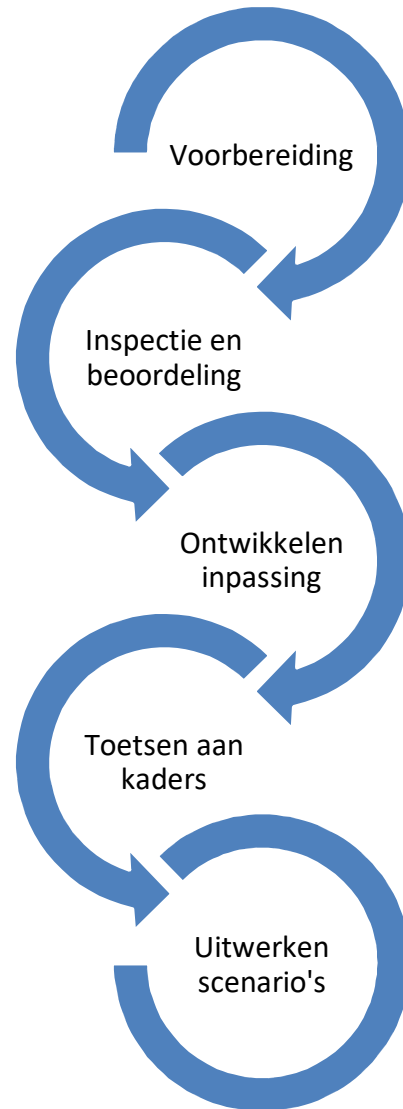 Voorbereiding
Inspectie en
beoordeling
Ontwikkelen
inpassing
Toetsen aan
kaders
Uitwerken
scenario's